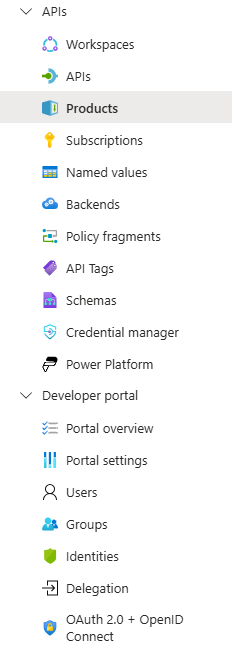 APIs
Workspaces
APIs
Products
Subscriptions
Named values
Backends
Policy fragments
API Tags
Schemas
Credential manager
Power Platform
Developer portal
Portal overview
Portal settings
Users
Groups
Identities
Delegation
OAuth 2.0 + OpenID
Connect